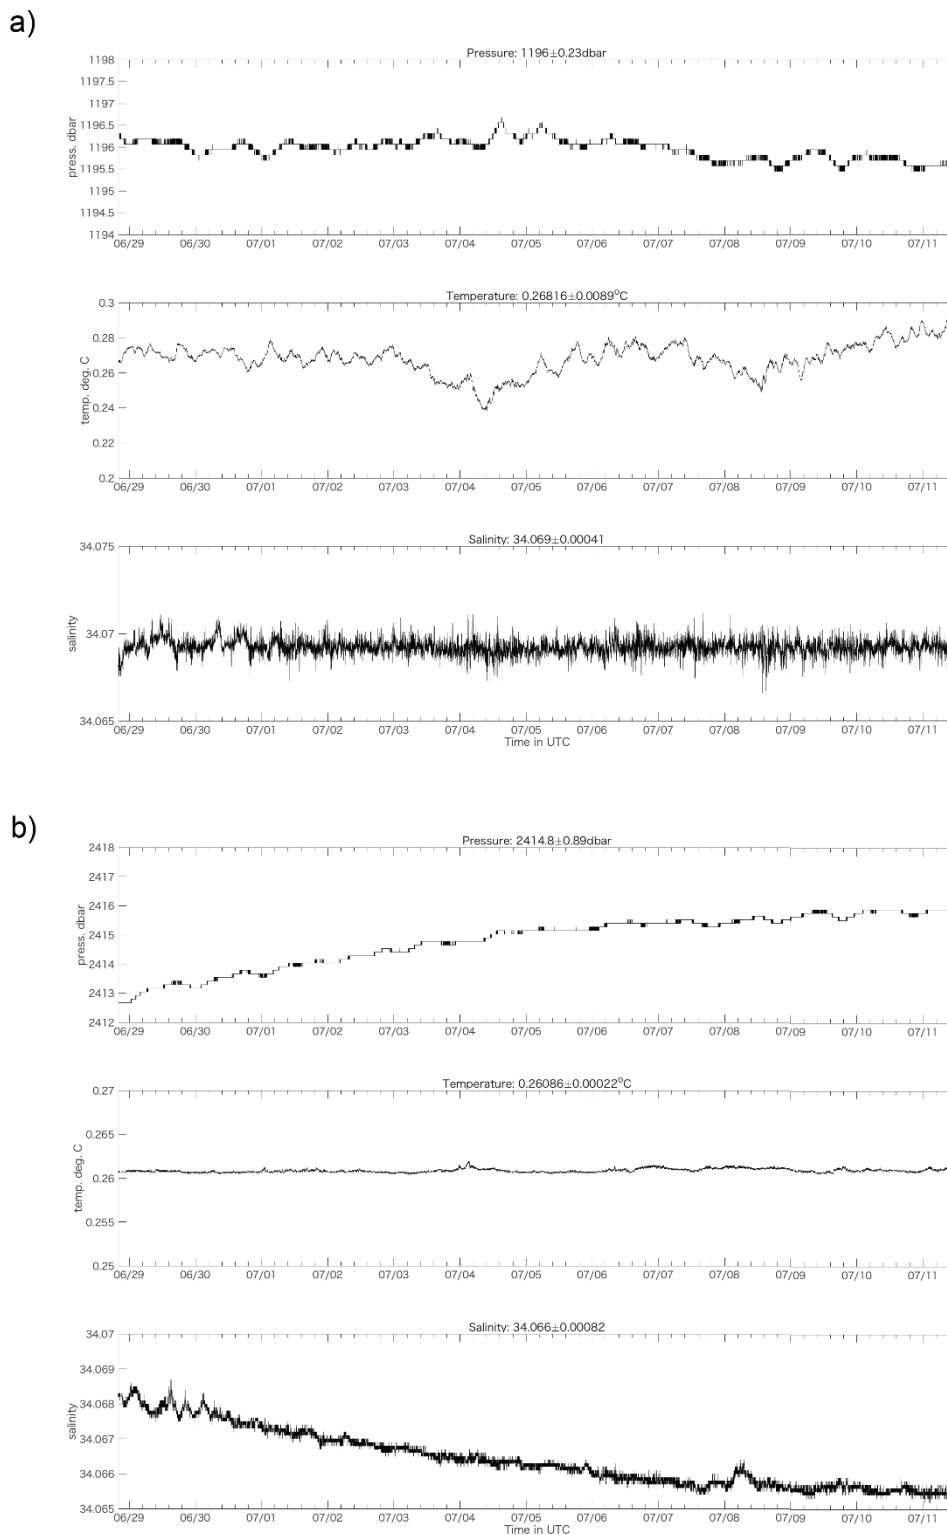 a)
Pressure: 1196±0.23dbar
1198
1197.5
1197
1196.5
1196
1195.5
1195
1194.5
1194
press. dbar
06/29 06/30 07/01 07/02 07/03 07/04 07/05 07/06 07/07 07/08 07/09 07/10 07/11
Temperature: 0.26816±0.0089°C
0.3
0.28
0.26
0.24
0.22
0.2
temp. deg. C
06/29 06/30 07/01 07/02 07/03 07/04 07/05 07/06 07/07 07/08 07/09 07/10 07/11
Salinity: 34.069±0.00041
34.075
34.07
34.065
salinity
06/29 06/30 07/01 07/02 07/03 07/04 07/05 07/06 07/07 07/08 07/09 07/10 07/11
Time in UTC
b)
Pressure: 2414.8±0.89dbar
2418
2417
2416
2415
2414
2413
2412
press. dbar
06/29 06/30 07/01 07/02 07/03 07/04 07/05 07/06 07/07 07/08 07/09 07/10 07/11
Temperature: 0.26086±0.00022°C
0.27
0.265
0.26
0.255
0.25
temp. deg. C
06/29 06/30 07/01 07/02 07/03 07/04 07/05 07/06 07/07 07/08 07/09 07/10 07/11
Salinity: 34.066±0.00082
34.07
34.069
34.068
34.067
34.066
34.065
salinity
06/29 06/30 07/01 07/02 07/03 07/04 07/05 07/06 07/07 07/08 07/09 07/10 07/11
Time in UTC